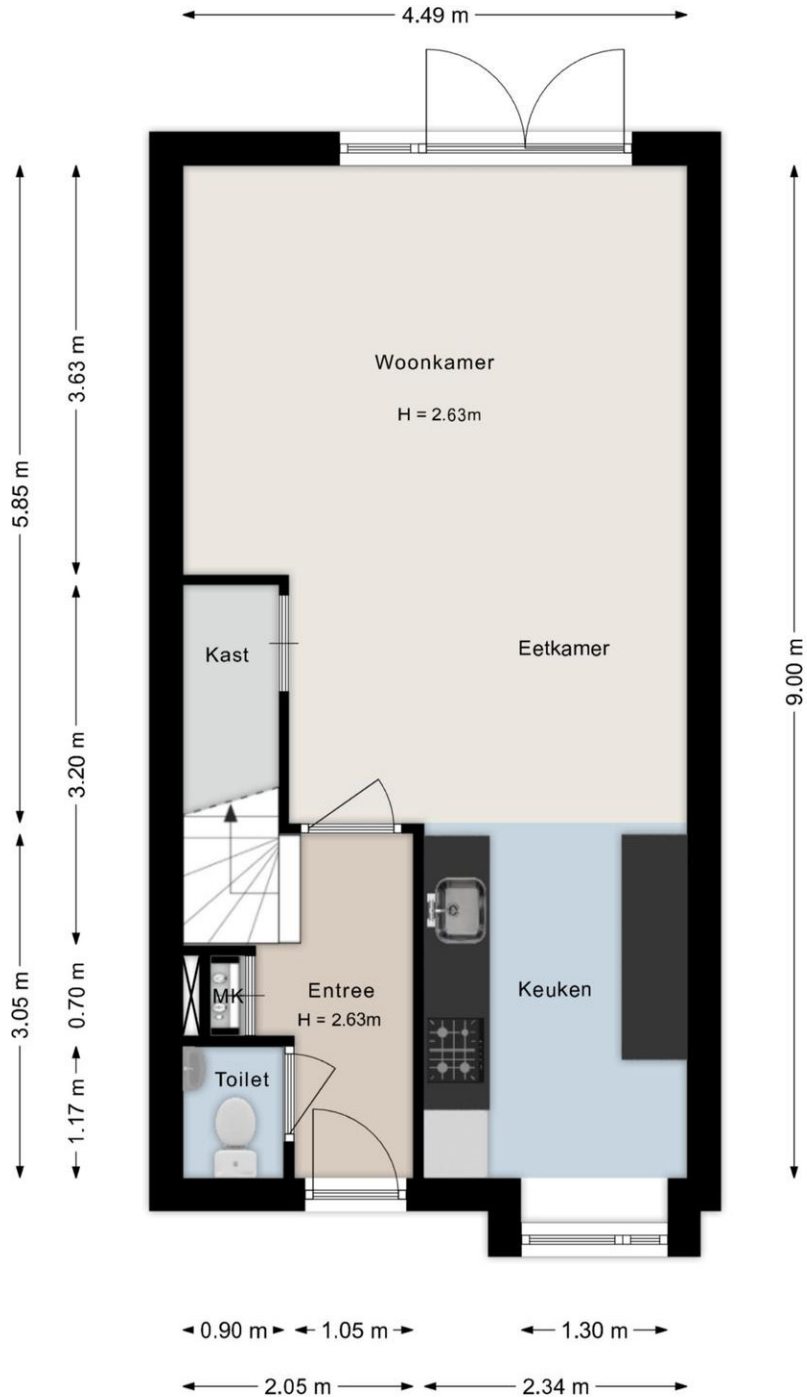 4.49 m
Woonkamer
H = 2.63m
3.63 m
5.85 m
Kast
Eetkamer
9.00 m
3.20 m
MK
Entree
H = 2.63m
Keuken
3.05 m
0.70 m
Toilet
1.17 m
0.90 m
1.05 m
1.30 m
2.05 m
2.34 m